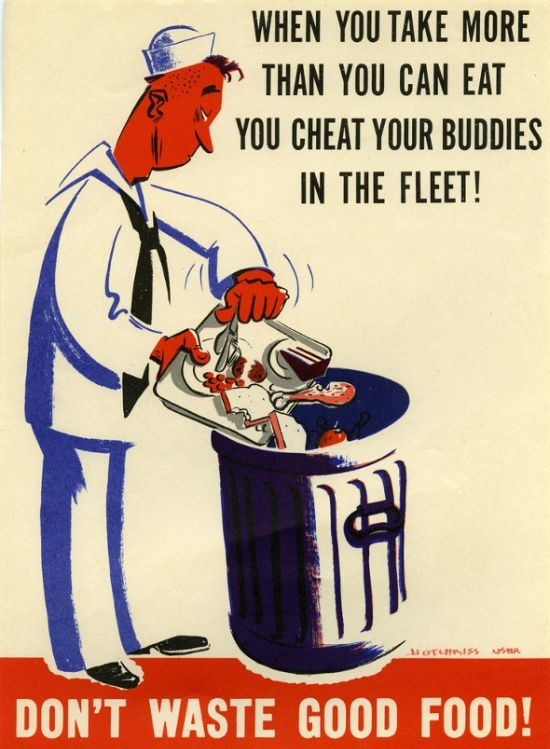 WHEN YOU TAKE MORE
THAN YOU CAN EAT
YOU CHEAT YOUR BUDDIES
IN THE FLEET!
HOTCHKISS USNR
DON'T WASTE GOOD FOOD!